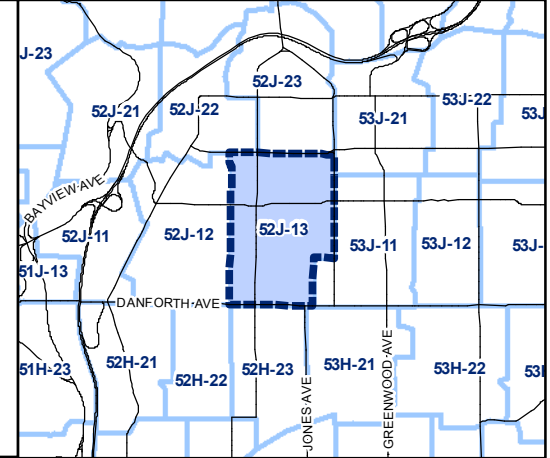 J-23
52J-23
52J-21
52J-22
53J-21
53J-22
53J
BAYVIEW AVE
52J-11
52J-12
52J-13
53J-11
53J-12
53J-
51J-13
DANFORTH AVE
51H-23
52H-21
52H-22
52H-23
53H-21
53H-22
53H
JONES AVE
GREENWOOD AVE